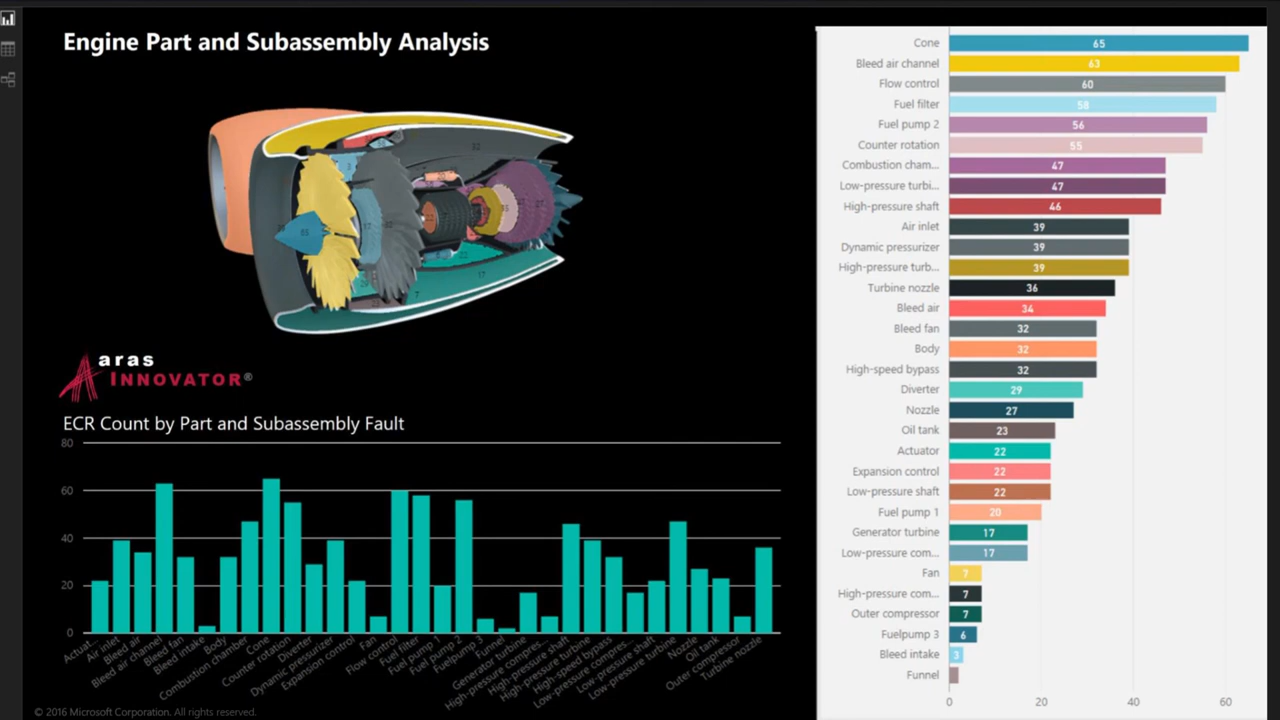 Engine Part and Subassembly Analysis
32
65
17
17
7
aras
INNOVATOR®
ECR Count by Part and Subassembly Fault
80
60
40
20
0
Actuat...
Air inlet
Bleed air
Bleed air channel
Bleed fan
Bleed intake
Body
Combustion chamber
Cone
Counter rotation
Diverter
Dynamic pressurizer
Expansion control
Fan
Flow control
Fuel filter
Fuel pump 1
Fuel pump 2
Fuelpump 3
Funnel
Generator turbine
High-pressure compres...
High-pressure shaft
High-pressure turbine
High-speed bypass
Low-pressure compres...
Low-pressure shaft
Low-pressure turbine
Nozzle
Oil tank
Outer compressor
Turbine nozzle
© 2016 Microsoft Corporation. All rights reserved.
Cone 65
Bleed air channel 63
Flow control 60
Fuel filter 58
Fuel pump 2 56
Counter rotation 55
Combustion cham... 47
Low-pressure turbi... 47
High-pressure shaft 46
Air inlet 39
Dynamic pressurizer 39
High-pressure turb... 39
Turbine nozzle 36
Bleed air 34
Bleed fan 32
Body 32
High-speed bypass 32
Diverter 29
Nozzle 27
Oil tank 23
Actuator 22
Expansion control 22
Low-pressure shaft 22
Fuel pump 1 20
Generator turbine 17
Low-pressure com... 17
Fan 7
High-pressure com... 7
Outer compressor 7
Fuelpump 3 6
Bleed intake 3
Funnel
0 20 40 60